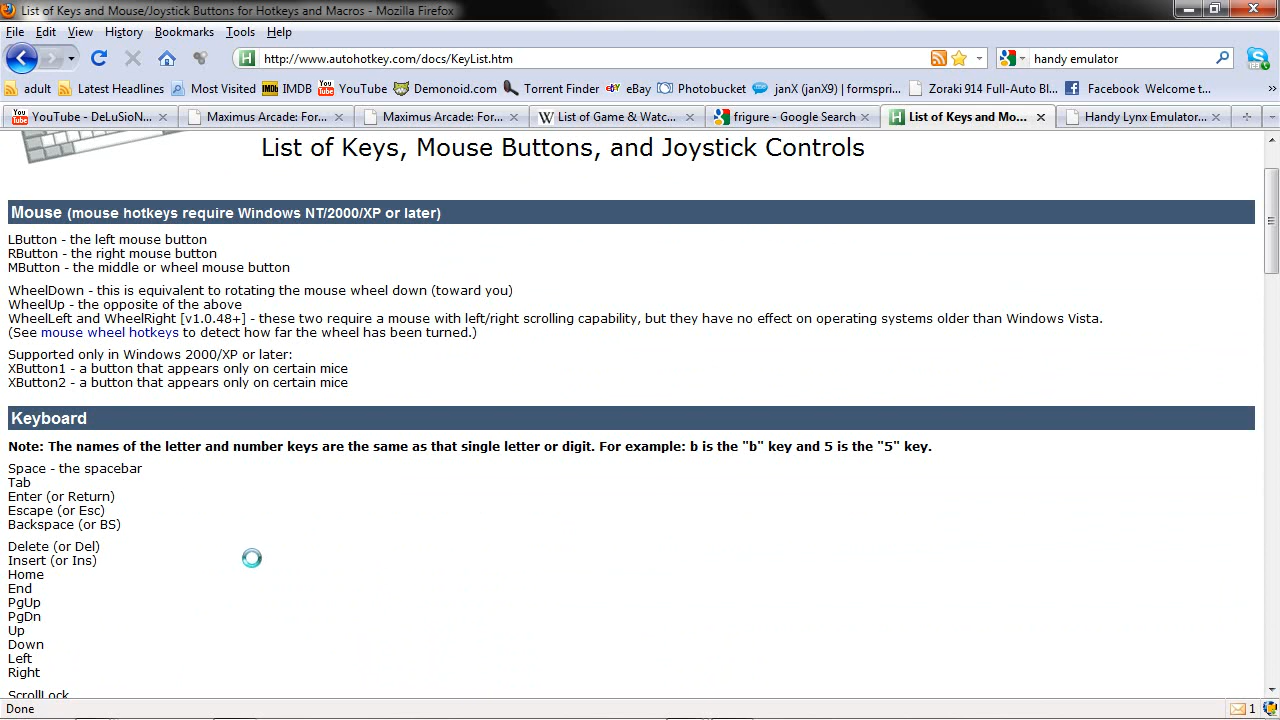 List of Keys and Mouse/Joystick Buttons for Hotkeys and Macros - Mozilla Firefox
File Edit View History Bookmarks Tools Help
http://www.autohotkey.com/docs/KeyList.htm handy emulator
adult Latest Headlines Most Visited IMDB YouTube Demonoid.com Torrent Finder eBay Photobucket janX (janX9) | formspri... Zoraki 914 Full-Auto Bl... Facebook Welcome t... »
YouTube - DeLuSioN... Maximus Arcade: For... Maximus Arcade: For... List of Game & Watc... frigure - Google Search List of Keys and Mo... Handy Lynx Emulator...
List of Keys, Mouse Buttons, and Joystick Controls
Mouse (mouse hotkeys require Windows NT/2000/XP or later)
LButton - the left mouse button
RButton - the right mouse button
MButton - the middle or wheel mouse button
WheelDown - this is equivalent to rotating the mouse wheel down (toward you)
WheelUp - the opposite of the above
WheelLeft and WheelRight [v1.0.48+] - these two require a mouse with left/right scrolling capability, but they have no effect on operating systems older than Windows Vista.
(See mouse wheel hotkeys to detect how far the wheel has been turned.)
Supported only in Windows 2000/XP or later:
XButton1 - a button that appears only on certain mice
XButton2 - a button that appears only on certain mice
Keyboard
Note: The names of the letter and number keys are the same as that single letter or digit. For example: b is the "b" key and 5 is the "5" key.
Space - the spacebar
Tab
Enter (or Return)
Escape (or Esc)
Backspace (or BS)
Delete (or Del)
Insert (or Ins)
Home
End
PgUp
PgDn
Up
Down
Left
Right
ScrollLock
Done 1